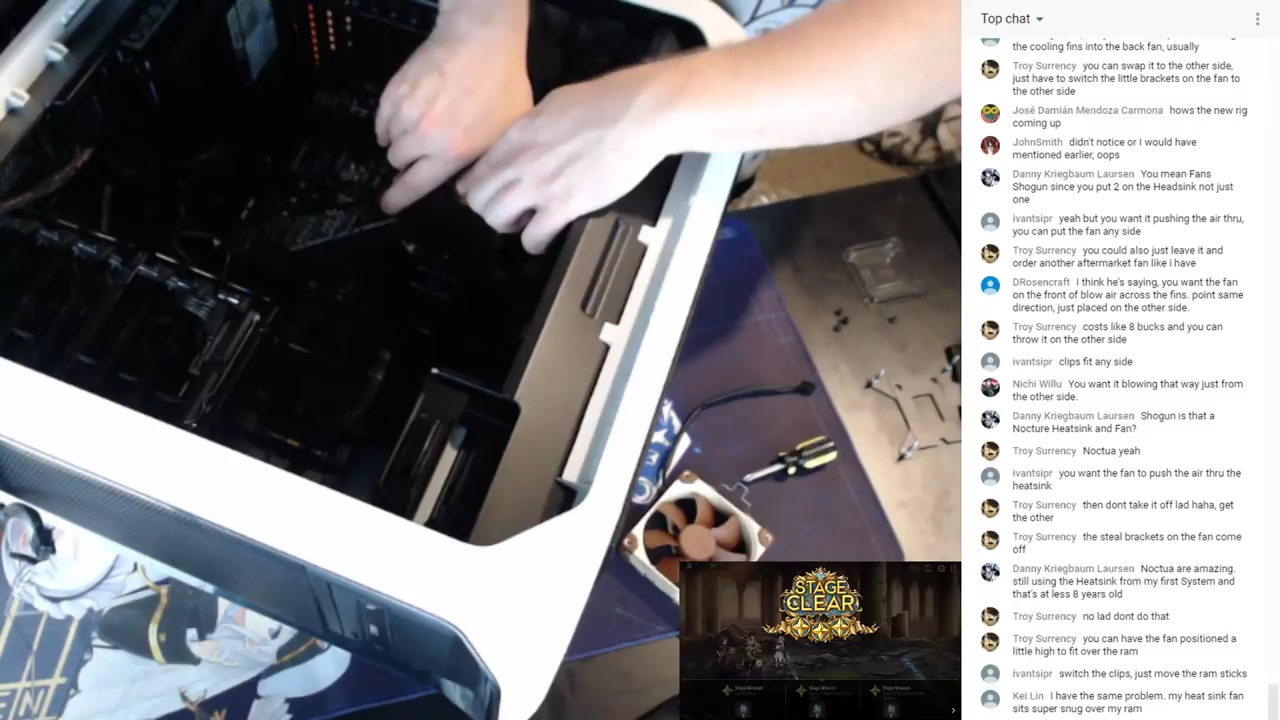 Top chat
the cooling fins into the back fan, usually
Troy Surrency you can swap it to the other side,
just have to switch the little brackets on the fan to
the other side
José Damián Mendoza Carmona hows the new rig
coming up
JohnSmith didn't notice or I would have
mentioned earlier, oops
Danny Kriegbaum Laursen You mean Fans
Shogun since you put 2 on the Headsink not just
one
ivantsipr yeah but you want it pushing the air thru,
you can put the fan any side
Troy Surrency you could also just leave it and
order another aftermarket fan like i have
DRosencraft I think he's saying, you want the fan
on the front of blow air across the fins. point same
direction, just placed on the other side.
Troy Surrency costs like 8 bucks and you can
throw it on the other side
ivantsipr clips fit any side
Nichi Willu You want it blowing that way just from
the other side.
Danny Kriegbaum Laursen Shogun is that a
Nocture Heatsink and Fan?
Troy Surrency Noctua yeah
ivantsipr you want the fan to push the air thru the
heatsink
Troy Surrency then dont take it off lad haha, get
the other
Troy Surrency the steal brackets on the fan come
off
Danny Kriegbaum Laursen Noctua are amazing.
still using the Heatsink from my first System and
that's at less 8 years old
Troy Surrency no lad dont do that
Troy Surrency you can have the fan positioned a
little high to fit over the ram
ivantsipr switch the clips, just move the ram sticks
Kei Lin I have the same problem. my heat sink fan
sits super snug over my ram
STAGE
CLEAR
Stage Mission
Stage Mission
Stage Mission